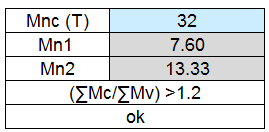 Mnc (T) 32
Mn1 7.60
Mn2 13.33
(∑Mc/∑Mv) >1.2
ok